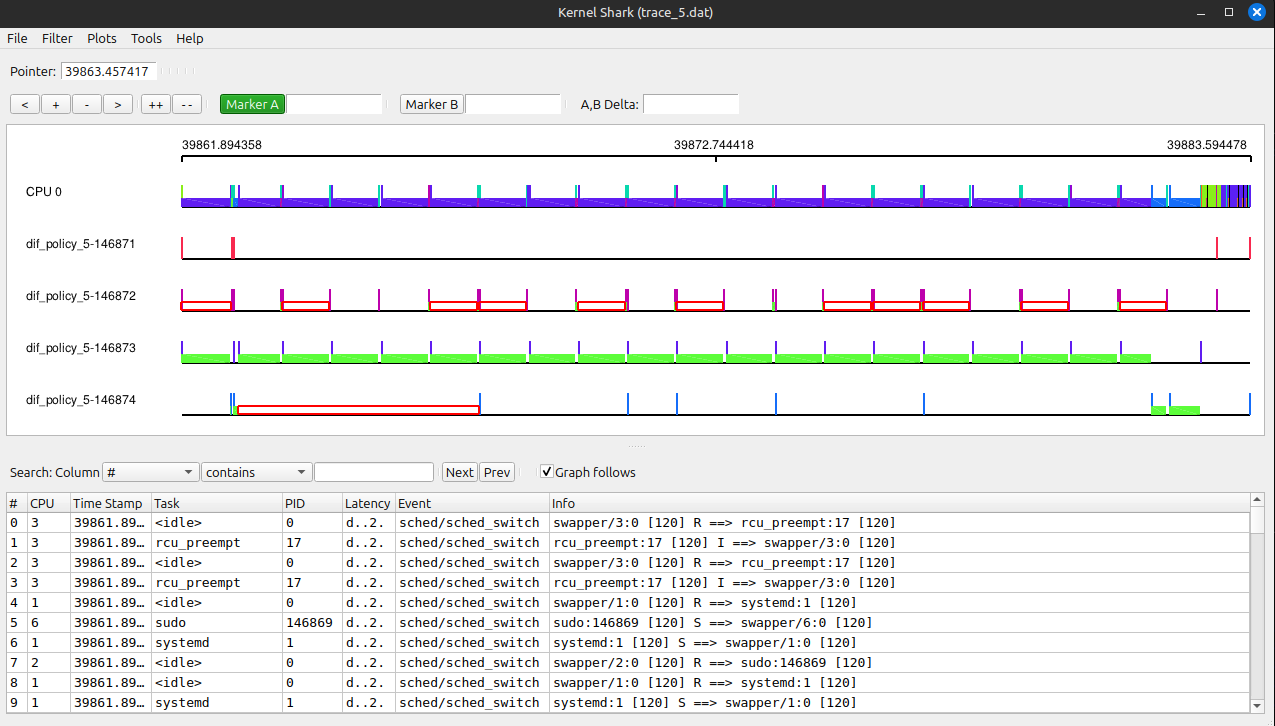 Kernel Shark (trace_5.dat)
File Filter Plots Tools Help
Pointer: 39863.457417
< + - > ++ -- Marker A Marker B A,B Delta:
39861.894358 39872.744418 39883.594478
CPU 0
dif_policy_5-146871
dif_policy_5-146872
dif_policy_5-146873
dif_policy_5-146874
Search: Column # contains Next Prev Graph follows
# CPU Time Stamp Task PID Latency Event Info
0 3 39861.89… <idle> 0 d..2. sched/sched_switch swapper/3:0 [120] R ==> rcu_preempt:17 [120]
1 3 39861.89… rcu_preempt 17 d..2. sched/sched_switch rcu_preempt:17 [120] I ==> swapper/3:0 [120]
2 3 39861.89… <idle> 0 d..2. sched/sched_switch swapper/3:0 [120] R ==> rcu_preempt:17 [120]
3 3 39861.89… rcu_preempt 17 d..2. sched/sched_switch rcu_preempt:17 [120] I ==> swapper/3:0 [120]
4 1 39861.89… <idle> 0 d..2. sched/sched_switch swapper/1:0 [120] R ==> systemd:1 [120]
5 6 39861.89… sudo 146869 d..2. sched/sched_switch sudo:146869 [120] S ==> swapper/6:0 [120]
6 1 39861.89… systemd 1 d..2. sched/sched_switch systemd:1 [120] S ==> swapper/1:0 [120]
7 2 39861.89… <idle> 0 d..2. sched/sched_switch swapper/2:0 [120] R ==> sudo:146869 [120]
8 1 39861.89… <idle> 0 d..2. sched/sched_switch swapper/1:0 [120] R ==> systemd:1 [120]
9 1 39861.89… systemd 1 d..2. sched/sched_switch systemd:1 [120] S ==> swapper/1:0 [120]